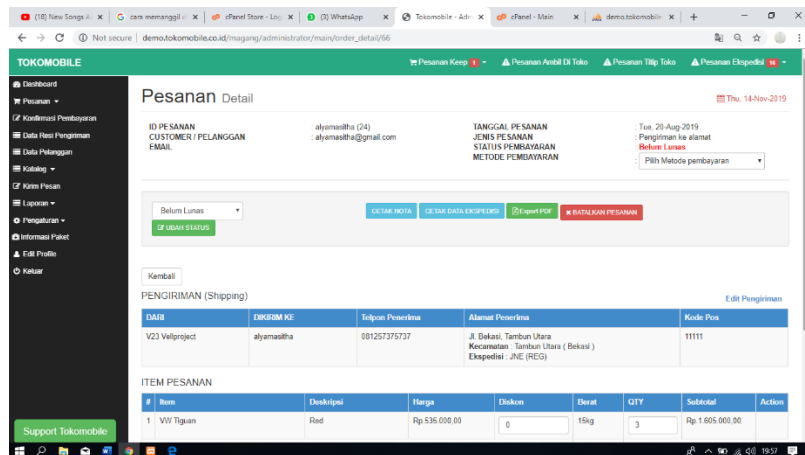 (18) New Songs A
cara memanggil d
cPanel Store - Log
(3) WhatsApp
Tokomobile - Adm
cPanel - Main
demo.tokomobile.
Not secure | demo.tokomobile.co.id/magang/administrator/main/order_detail/66
TOKOMOBILE
Pesanan Keep 1
Pesanan Ambil Di Toko
Pesanan Titip Toko
Pesanan Ekspedisi 16
Dashboard
Pesanan
Konfirmasi Pembayaran
Data Resi Pengiriman
Data Pelanggan
Katalog
Kirim Pesan
Laporan
Pengaturan
Informasi Paket
Edit Profile
Keluar
Support Tokomobile
Pesanan Detail
Thu, 14-Nov-2019
ID PESANAN : alyamasitha (24)
CUSTOMER / PELANGGAN : alyamasitha@gmail.com
EMAIL
TANGGAL PESANAN : Tue, 20-Aug-2019
JENIS PESANAN : Pengiriman ke alamat
STATUS PEMBAYARAN Belum Lunas
METODE PEMBAYARAN : Pilih Metode pembayaran
Belum Lunas
UBAH STATUS
CETAK NOTA
CETAK DATA EKSPEDISI
Export PDF
BATALKAN PESANAN
Kembali
PENGIRIMAN (Shipping)
Edit Pengiriman
DARI DIKIRIM KE Telpon Penerima Alamat Penerima Kode Pos
V23 Vellproject alyamasitha 081257375737 Jl. Bekasi, Tambun Utara 11111
Kecamatan : Tambun Utara ( Bekasi )
Ekspedisi : JNE (REG)
ITEM PESANAN
# Item Deskripsi Harga Diskon Berat QTY Subtotal Action
1 VW Tiguan Red Rp.535.000,00 0 15kg 3 Rp.1.605.000,00
19:57